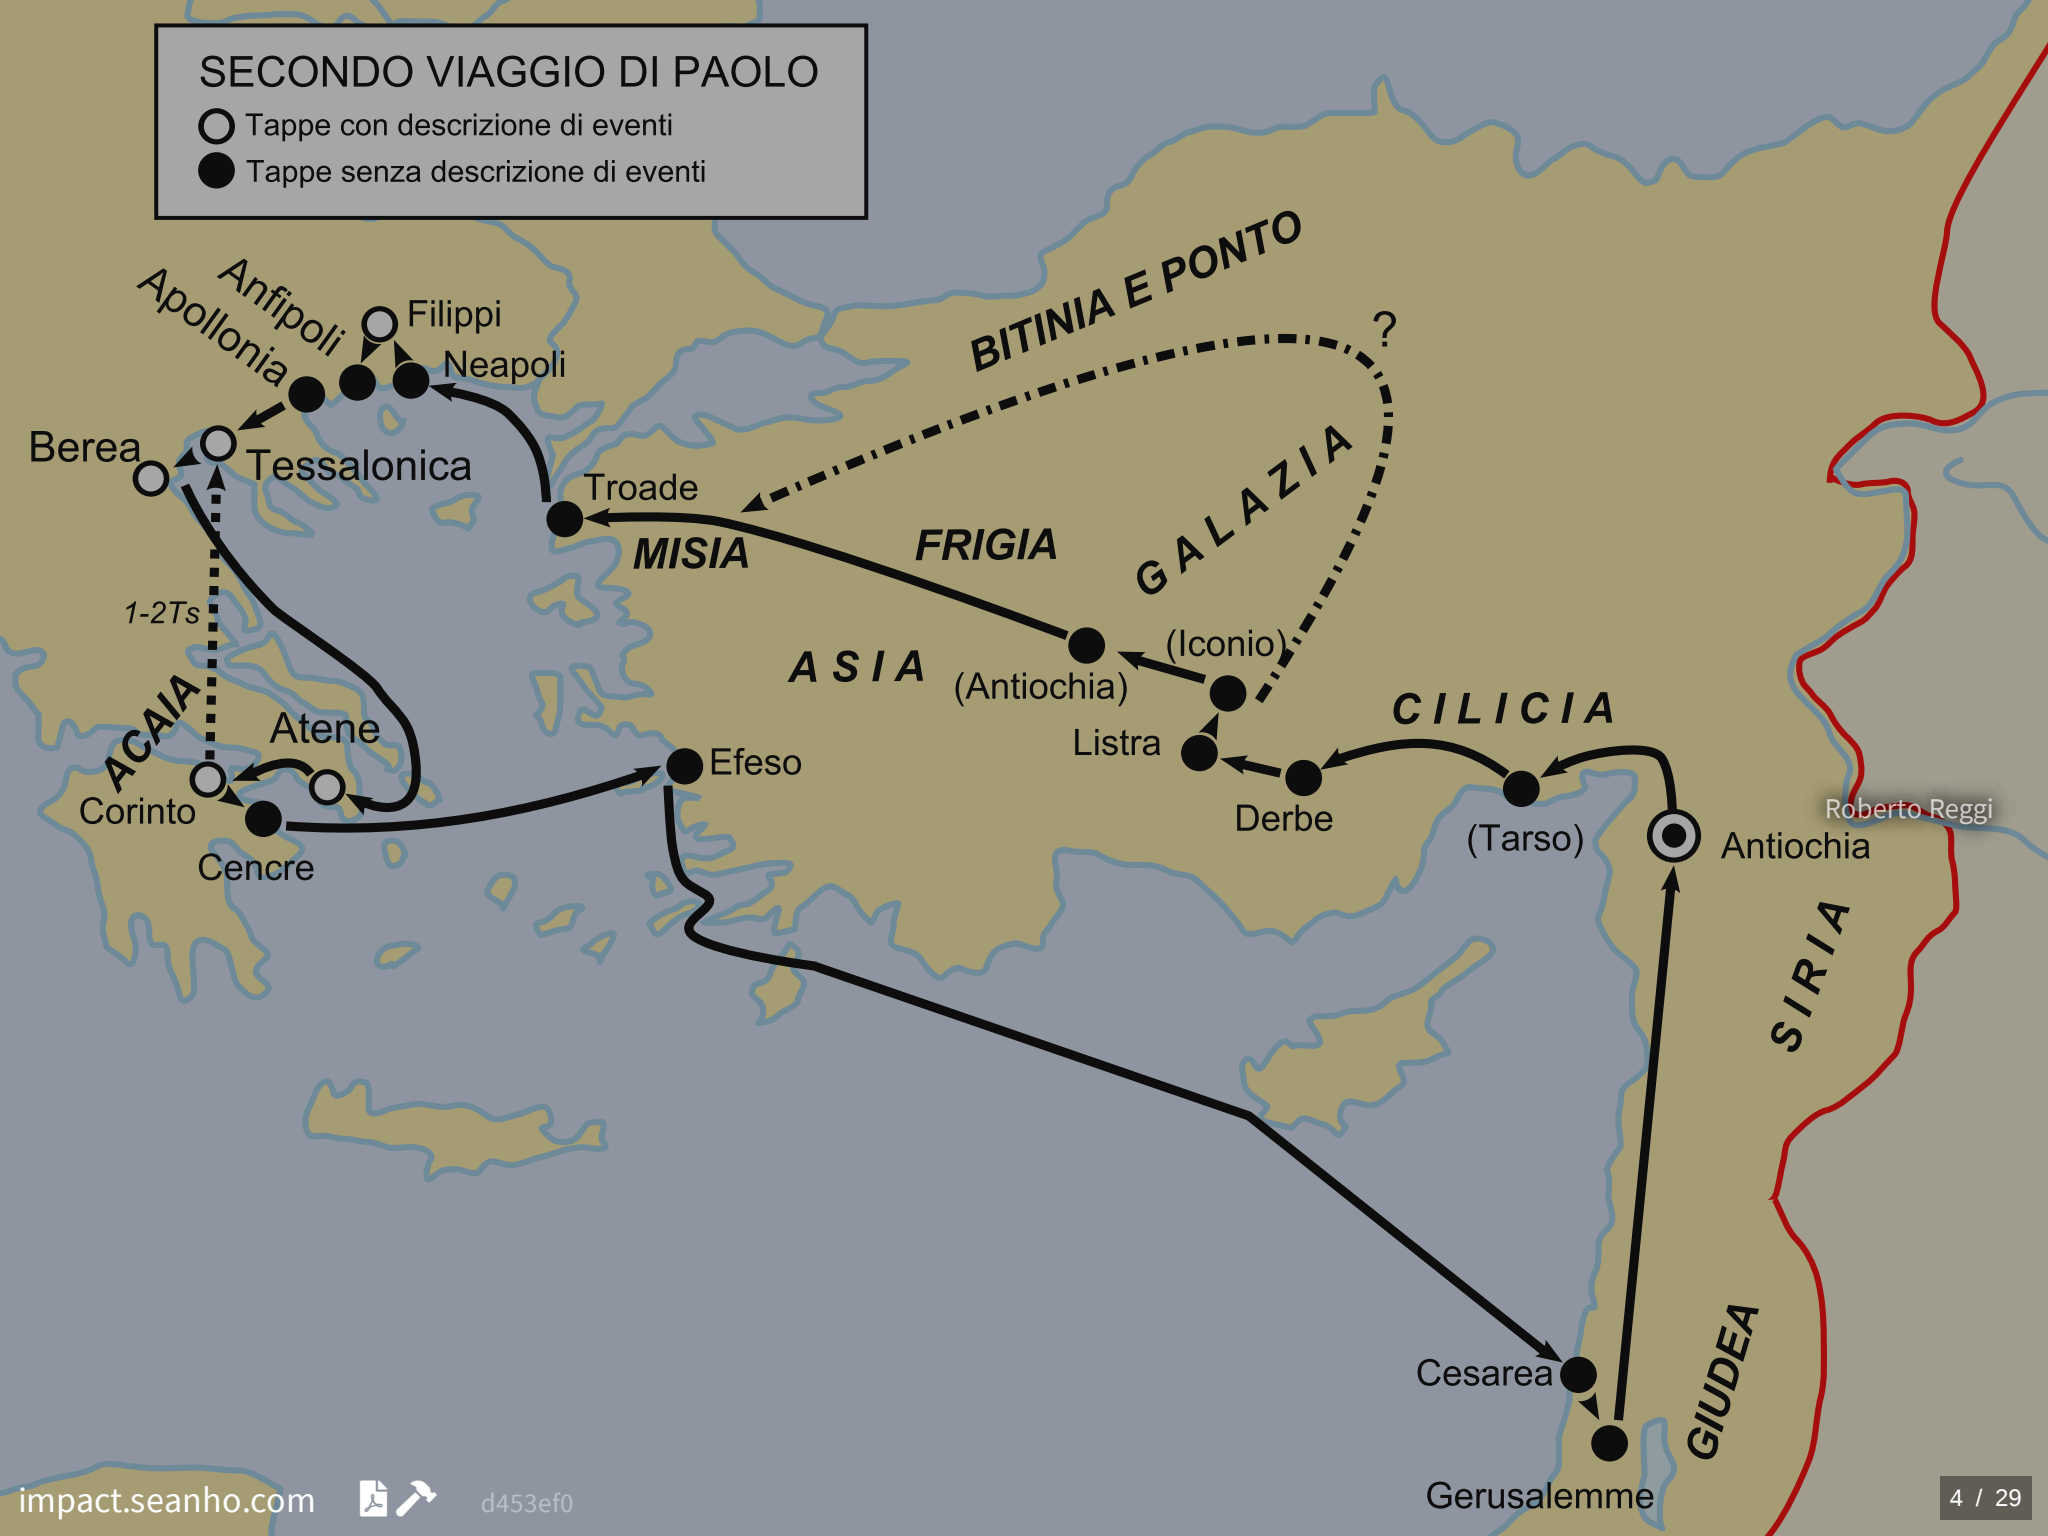 SECONDO VIAGGIO DI PAOLO
Tappe con descrizione di eventi
Tappe senza descrizione di eventi
BITINIA E PONTO
Anfipoli
Apollonia
Filippi
?
Neapoli
Berea
Tessalonica
GALAZIA
Troade
MISIA
FRIGIA
1-2Ts
ASIA
(Iconio)
(Antiochia)
CILICIA
ACAIA
Atene
Listra
Efeso
Corinto
Derbe
(Tarso)
Roberto Reggi
Antiochia
Cencre
SIRIA
Cesarea
GIUDEA
Gerusalemme
impact.seanho.com
d453ef0
4 / 29